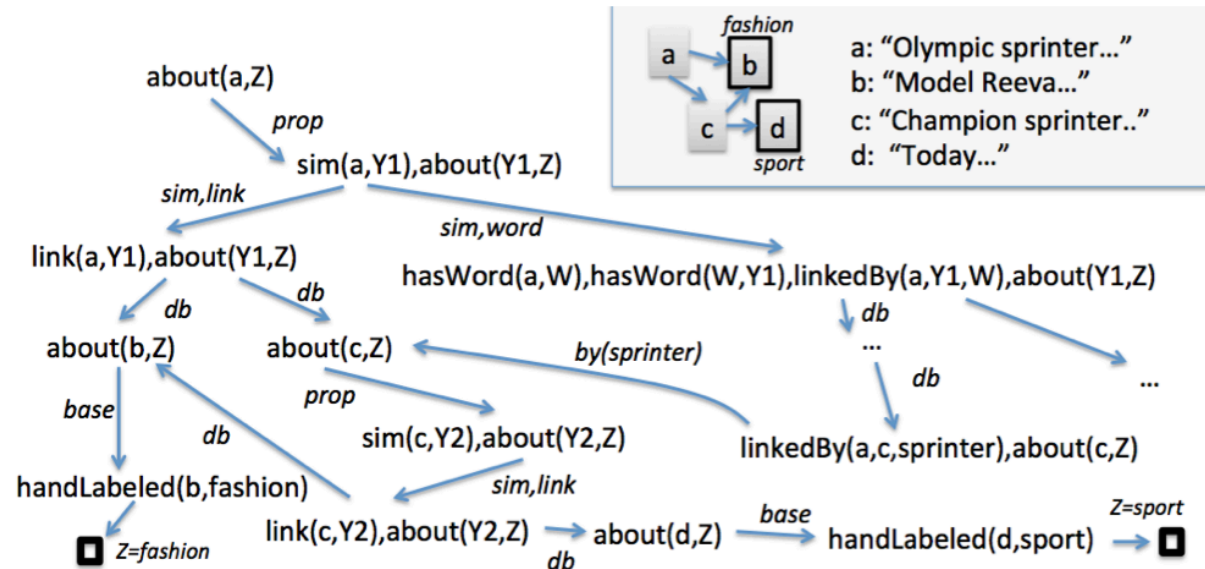 fashion
a
b
c
d
sport
a: “Olympic sprinter...”
b: “Model Reeva...”
c: “Champion sprinter..”
d: “Today...”
about(a,Z)
prop
sim(a,Y1),about(Y1,Z)
sim,link
sim,word
link(a,Y1),about(Y1,Z)
hasWord(a,W),hasWord(W,Y1),linkedBy(a,Y1,W),about(Y1,Z)
db
db
db
...
about(b,Z)
about(c,Z)
by(sprinter)
db
...
base
prop
db
sim(c,Y2),about(Y2,Z)
linkedBy(a,c,sprinter),about(c,Z)
handLabeled(b,fashion)
sim,link
Z=fashion
link(c,Y2),about(Y2,Z)
db
about(d,Z)
base
handLabeled(d,sport)
Z=sport